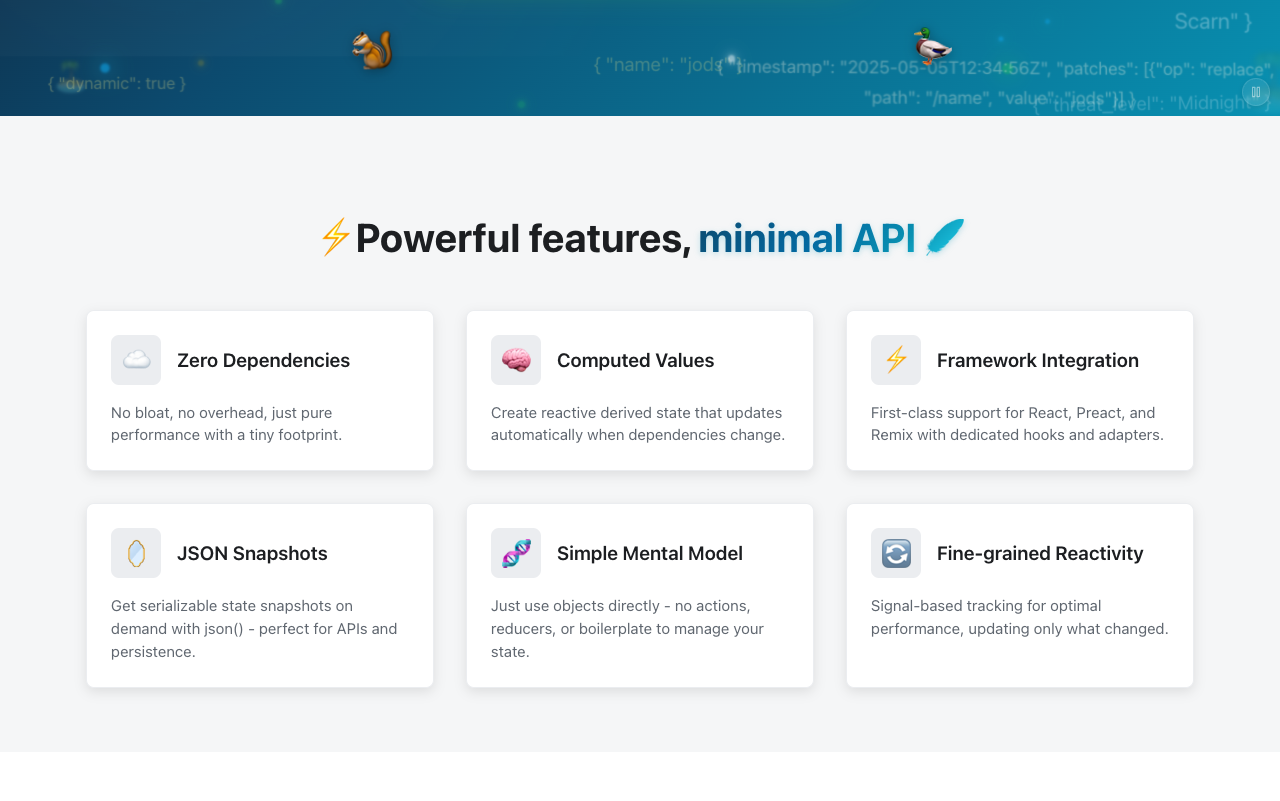 Scarn" }
{ "name": "jods" }
{ "timestamp": "2025-05-05T12:34:56Z", "patches": [{"op": "replace",
{ "dynamic": true }
"path": "/name", "value": "jods"}] }
{ "threat_level": "Midnight" }
Powerful features, minimal API
Zero Dependencies
No bloat, no overhead, just pure
performance with a tiny footprint.
Computed Values
Create reactive derived state that updates
automatically when dependencies change.
Framework Integration
First-class support for React, Preact, and
Remix with dedicated hooks and adapters.
JSON Snapshots
Get serializable state snapshots on
demand with json() - perfect for APIs and
persistence.
Simple Mental Model
Just use objects directly - no actions,
reducers, or boilerplate to manage your
state.
Fine-grained Reactivity
Signal-based tracking for optimal
performance, updating only what changed.